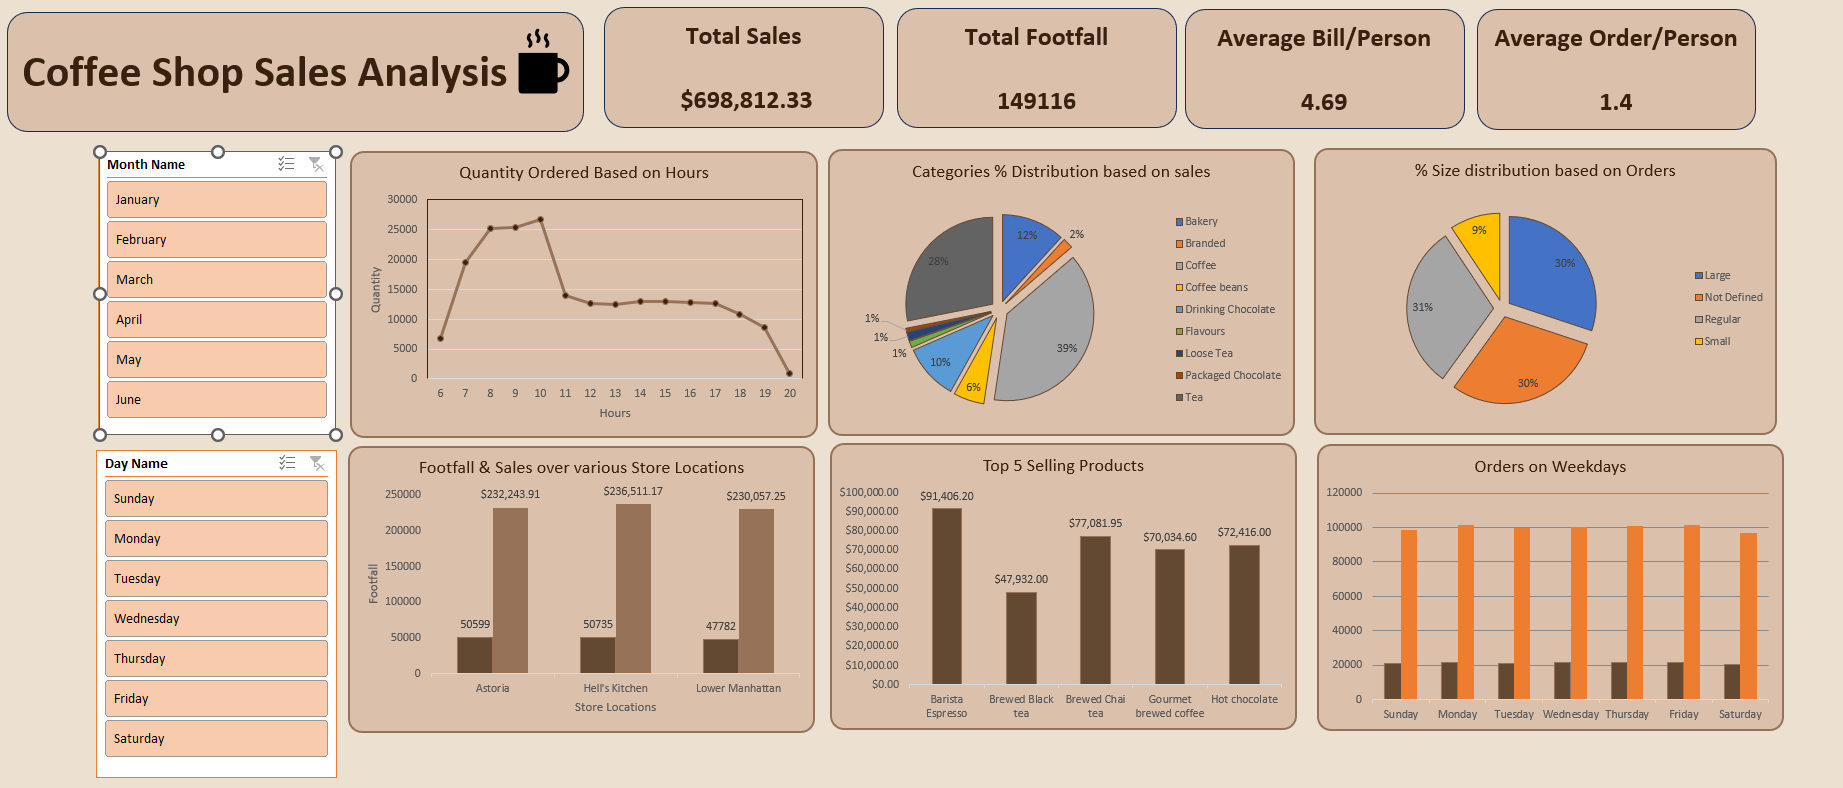 Coffee Shop Sales Analysis
Total Sales
$698,812.33
Total Footfall
149116
Average Bill/Person
4.69
Average Order/Person
1.4
Month Name
January
February
March
April
May
June
Day Name
Sunday
Monday
Tuesday
Wednesday
Thursday
Friday
Saturday
Quantity Ordered Based on Hours
30000
25000
20000
15000
10000
5000
0
Quantity
6 7 8 9 10 11 12 13 14 15 16 17 18 19 20
Hours
Categories % Distribution based on sales
12%
2%
39%
6%
10%
1%
1%
1%
28%
Bakery
Branded
Coffee
Coffee beans
Drinking Chocolate
Flavours
Loose Tea
Packaged Chocolate
Tea
% Size distribution based on Orders
30%
30%
31%
9%
Large
Not Defined
Regular
Small
Footfall & Sales over various Store Locations
250000
200000
150000
100000
50000
0
Footfall
$232,243.91
$236,511.17
$230,057.25
50599
50735
47782
Astoria Hell's Kitchen Lower Manhattan
Store Locations
Top 5 Selling Products
$100,000.00
$90,000.00
$80,000.00
$70,000.00
$60,000.00
$50,000.00
$40,000.00
$30,000.00
$20,000.00
$10,000.00
$0.00
$91,406.20
$47,932.00
$77,081.95
$70,034.60
$72,416.00
Barista
Espresso
Brewed Black
tea
Brewed Chai
tea
Gourmet
brewed coffee
Hot chocolate
Orders on Weekdays
120000
100000
80000
60000
40000
20000
0
Sunday Monday Tuesday Wednesday Thursday Friday Saturday